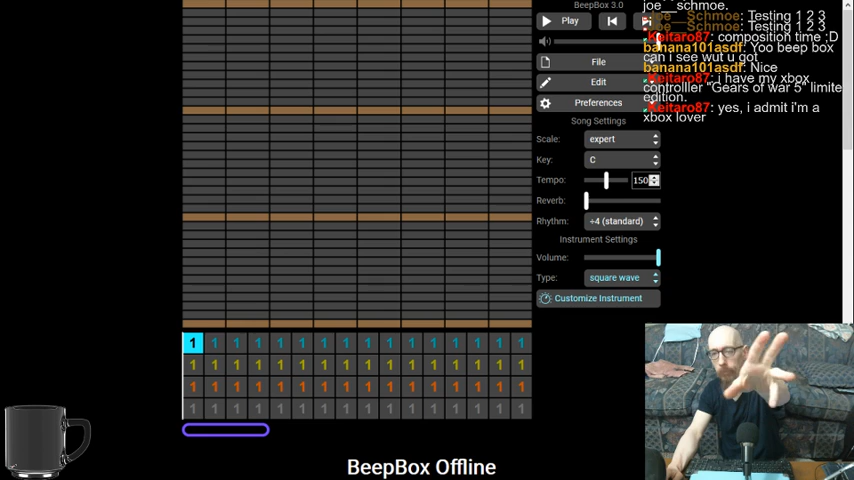 BeepBox 3.0
Play
File
Edit
Preferences
Song Settings
Scale: expert
Key: C
Tempo: 150
Reverb:
Rhythm: ÷4 (standard)
Instrument Settings
Volume:
Type: square wave
Customize Instrument
joe__schmoe.
Joe__Schmoe: Testing 1 2 3
Testing 1 2 3
Keitaro87: composition time ;D
banana101asdf: Yoo beep box
can i see wut u got
banana101asdf: Nice
Keitaro87: i have my xbox
controlller "Gears of war 5" limite
edition.
Keitaro87: yes, i admit i'm a
xbox lover
1 1 1 1 1 1 1 1 1 1 1 1 1 1 1 1
1 1 1 1 1 1 1 1 1 1 1 1 1 1 1 1
1 1 1 1 1 1 1 1 1 1 1 1 1 1 1 1
1 1 1 1 1 1 1 1 1 1 1 1 1 1 1 1
BeepBox Offline